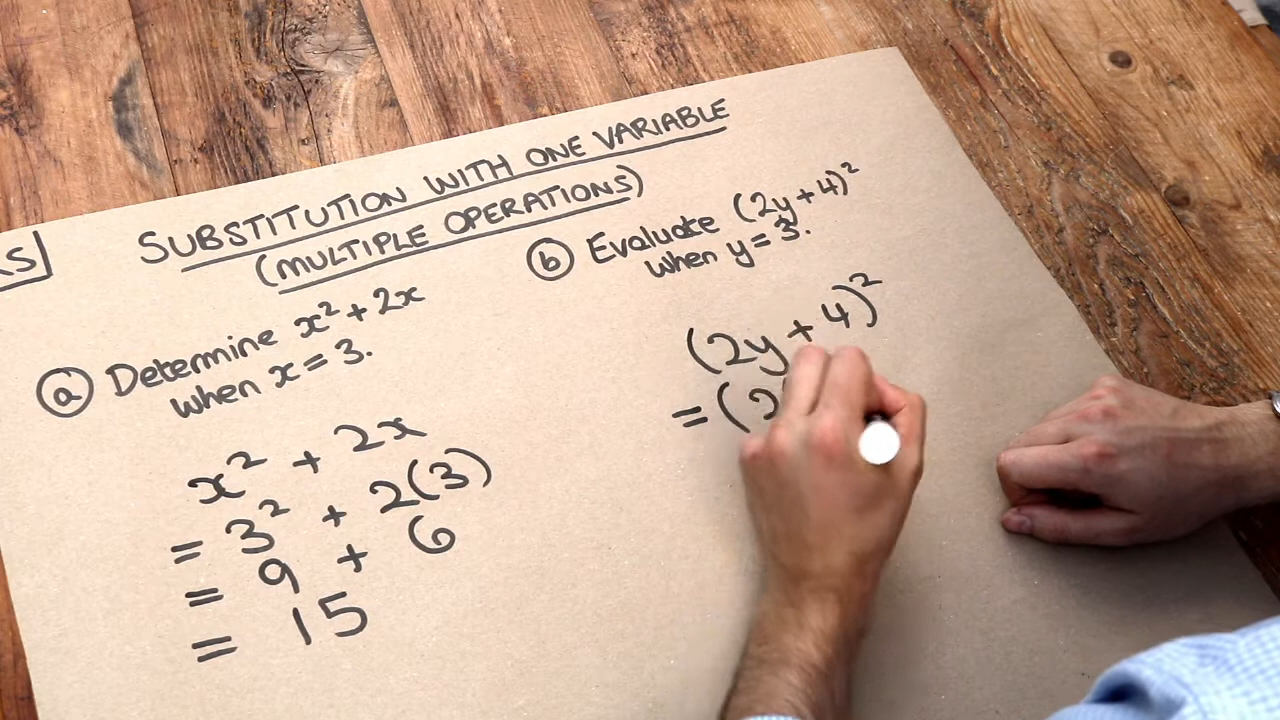 SUBSTITUTION WITH ONE VARIABLE
(MULTIPLE OPERATIONS)
ⓐ Determine x² + 2x
when x = 3.
x² + 2x
= 3² + 2(3)
= 9 + 6
= 15
ⓑ Evaluate (2y + 4)²
when y = 3.
(2y + 4)²
= (2